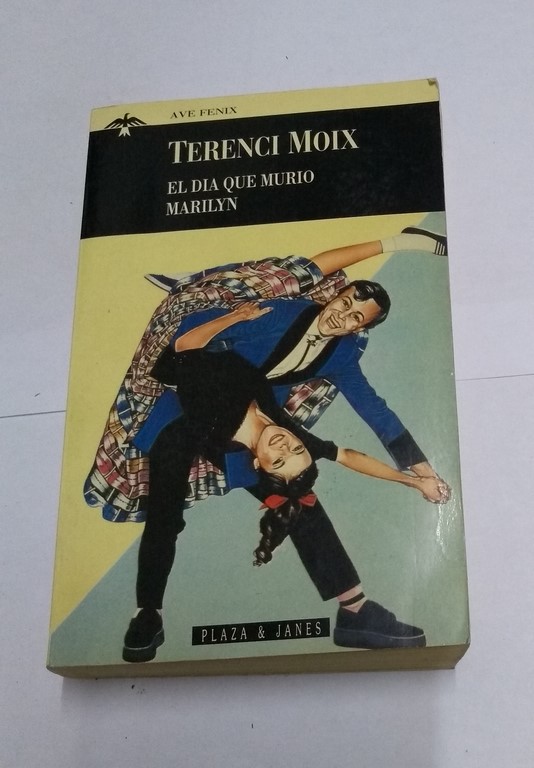 AVE FENIX
TERENCI MOIX
EL DIA QUE MURIO
MARILYN
PLAZA & JANES